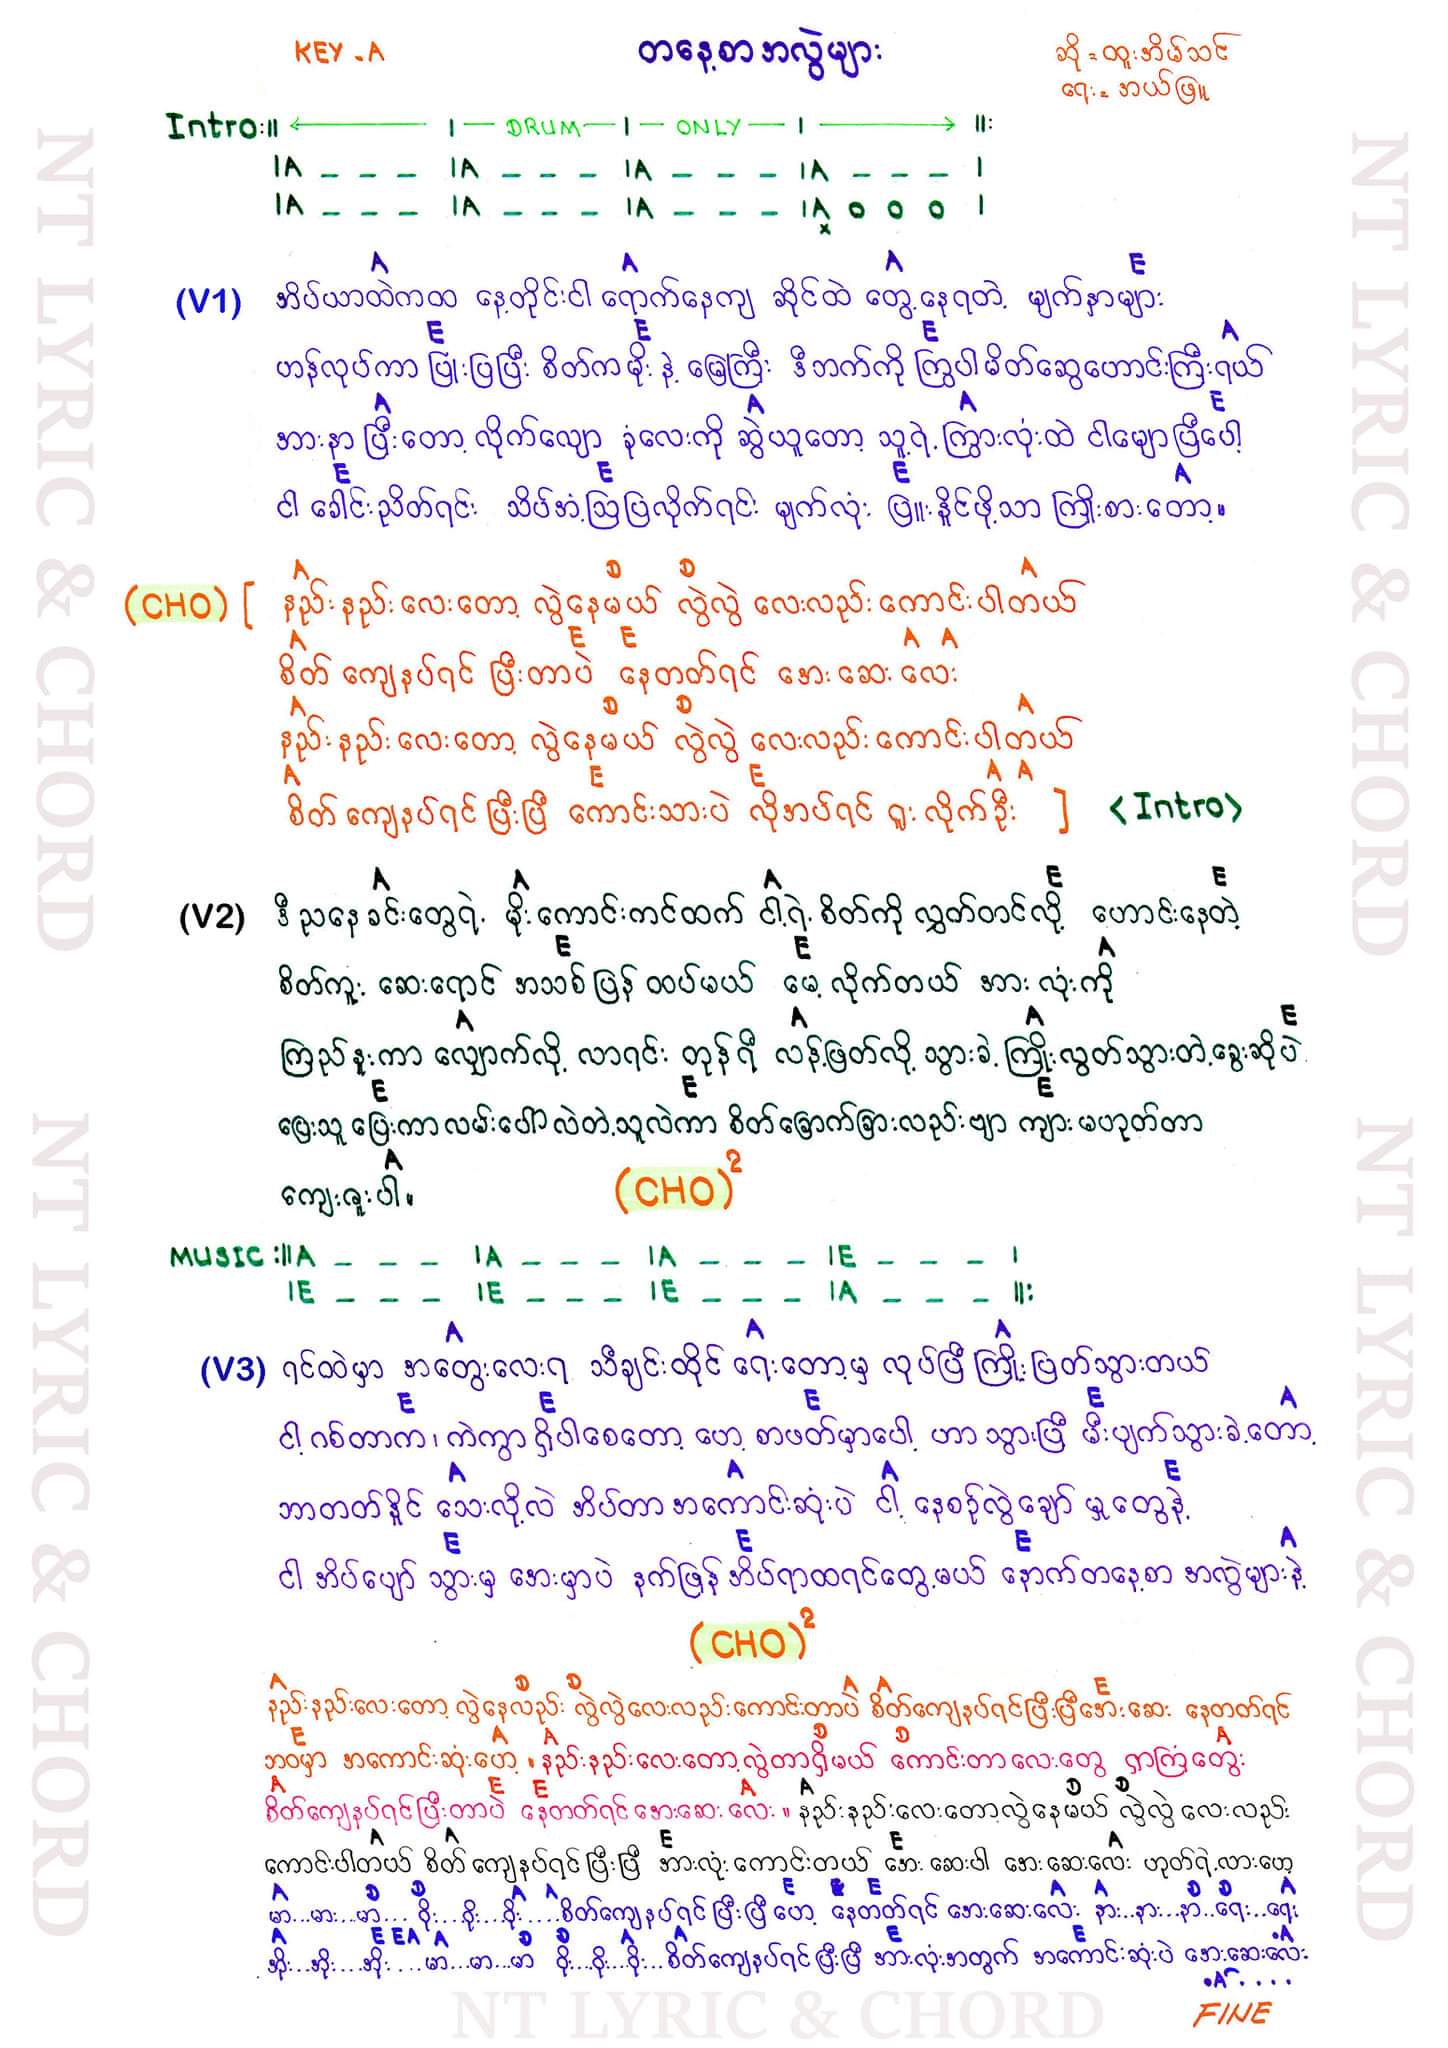 KEY - A
တနေ့စာအလွဲများ
ဆို = ထူးအိမ်သင်
ရေး = အယ်ဖြူ
Intro :|| ← | — DRUM — | — ONLY — | → ||:
|A _ _ _ |A _ _ _ |A _ _ _ |A _ _ _ |
|A _ _ _ |A _ _ _ |A _ _ _ |A o o o |
x
A A A E
(V1) အိပ်ယာထဲကထ နေ့တိုင်းငါ ရောက်နေကျ ဆိုင်ထဲ တွေ့နေရတဲ့ မျက်နှာများ
E E E A
ဟန်လုပ်ကာ ပြုံးပြပြီး စိတ်ကမိုးနဲ့ မြေကြီး ဒီဘက်ကို ကြွပါမိတ်ဆွေဟောင်းကြီးရယ်
A A A E
အားနာပြီးတော့ လိုက်လျော ခုံလေးကို ဆွဲယူတော့ သူ့ရဲ့ ကြွားလုံးထဲ ငါမျောပြီပေါ့
E E E A
ငါ ခေါင်းညိတ်ရင်း သိပ်အံ့ဩပြလိုက်ရင်း မျက်လုံး ပြူးနိူင်ဖို့သာ ကြိုးစားတော့။
A D D A
(CHO) [ နည်းနည်းလေးတော့ လွဲနေမယ် လွဲလွဲ လေးလည်း ကောင်းပါတယ်
A E E A A
စိတ် ကျေနပ်ရင် ပြီးတာပဲ နေတတ်ရင် အေးဆေး လေး
A D D A
နည်းနည်းလေးတော့ လွဲနေမယ် လွဲလွဲ လေးလည်း ကောင်းပါတယ်
A E E A A
စိတ် ကျေနပ်ရင် ပြီးပြီ ကောင်းသားပဲ လိုအပ်ရင် ရူးလိုက်ဦး ] <Intro>
A A A E E
(V2) ဒီညနေခင်းတွေရဲ့ မိုးကောင်းကင်ထက် ငါ့ရဲ့ စိတ်ကို လွှတ်တင်လို့ ဟောင်းနေတဲ့
E E A
စိတ်ကူး ဆေးရောင် အသစ်ပြန် ထပ်မယ် မေ့လိုက်တယ် အားလုံးကို
A A A E
ကြည်နူးကာ လျှောက်လို့ လာရင်း တုန်ရီ လန့်ဖြတ်လို့ သွားခဲ့ ကြိုးလွတ်သွားတဲ့ခွေးဆိုပဲ
E E E
ပြေးသူပြေးကာ လမ်းပေါ် လဲတဲ့သူလဲကာ စိတ်ခြောက်ခြားလည်းဗျာ ကျားမဟုတ်တာ
A
ကျေးဇူးပါ။ (CHO)2
MUSIC :||A _ _ _ |A _ _ _ |A _ _ _ |E _ _ _ |
|E _ _ _ |E _ _ _ |E _ _ _ |A _ _ _ ||:
A A A
(V3) ရင်ထဲမှာ အတွေးလေးရ သီချင်းထိုင် ရေးတော့မှ လုပ်ပြီ ကြိုးပြတ်သွားတယ်
E E E E A
ငါ့ဂစ်တာက၊ ကဲကွာ ရှိပါစေတော့ ဟေ့ စာဖတ်မှာပေါ့ ဟာ သွားပြီ မီးပျက်သွားခဲ့တော့
A A A E
ဘာတတ်နိူင် သေးလို့လဲ အိပ်တာအကောင်းဆုံးပဲ ငါ့ နေစဉ်လွဲချော်မှုတွေနဲ့
E E E A
ငါ အိပ်ပျော် သွားမှ အေးမှာပဲ နက်ဖြန် အိပ်ရာထရင်တွေ့မယ် နောက်တနေ့စာ အလွဲများနဲ့
(CHO)2
A D D A A E
နည်းနည်းလေးတော့ လွဲနေလည်း လွဲလွဲလေးလည်းကောင်းတာပဲ စိတ်ကျေနပ်ရင်ပြီးပြီအေးဆေး နေတတ်ရင်
E A A D D A
ဘဝမှာ အကောင်းဆုံးဟေ့။ နည်းနည်းလေးတော့လွဲတာရှိမယ် ကောင်းတာလေးတွေ ရှာကြံတွေး
A E E A A D D
စိတ်ကျေနပ်ရင်ပြီးတာပဲ နေတတ်ရင် အေးဆေး လေး။ နည်းနည်းလေးတော့လွဲနေမယ် လွဲလွဲ လေးလည်း
A A E E A
ကောင်းပါတယ် စိတ်ကျေနပ်ရင်ပြီးပြီ အားလုံးကောင်းတယ် အေးဆေးပါ အေးဆေးလေး ဟုတ်ရဲ့လားဟေ့
A D D A A E E E A A D D A
မာ...မား...မာ.... ဝိုး...ဝိုး...ဝိုး....စိတ်ကျေနပ်ရင်ပြီးပြီဟေ့ နေတတ်ရင် အေးဆေးလေး နား...နား...နာ..ရေး..ရေး
A E E A A D D A A E E A
အိုး...အိုး....အိုး....မာ...မာ...မာ ဝိုး...ဝိုး...ဝိုး...စိတ်ကျေနပ်ရင်ပြီးပြီ အားလုံးအတွက် အကောင်းဆုံးပဲ အေးဆေးလေး
.A....
FINE
NT LYRIC & CHORD
NT LYRIC & CHORD
NT LYRIC & CHORD
NT LYRIC & CHORD
NT LYRIC & CHORD